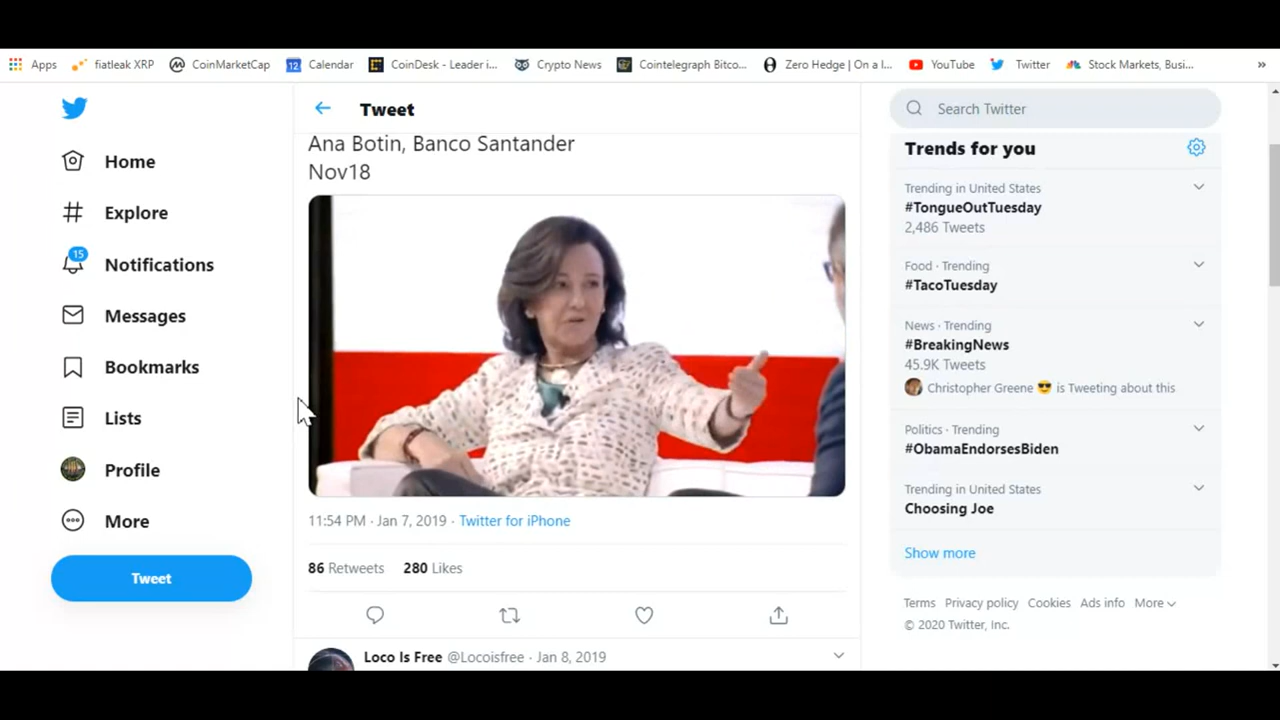 Apps fiatleak XRP CoinMarketCap 12 Calendar CoinDesk - Leader i... Crypto News Cointelegraph Bitco... Zero Hedge | On a l... YouTube Twitter Stock Markets, Busi... »
Home
Explore
15
Notifications
Messages
Bookmarks
Lists
Profile
More
Tweet
Tweet
Ana Botin, Banco Santander
Nov18
11:54 PM · Jan 7, 2019 · Twitter for iPhone
86 Retweets 280 Likes
Loco Is Free @Locoisfree · Jan 8, 2019
Search Twitter
Trends for you
Trending in United States
#TongueOutTuesday
2,486 Tweets
Food · Trending
#TacoTuesday
News · Trending
#BreakingNews
45.9K Tweets
Christopher Greene 😎 is Tweeting about this
Politics · Trending
#ObamaEndorsesBiden
Trending in United States
Choosing Joe
Show more
Terms Privacy policy Cookies Ads info More
© 2020 Twitter, Inc.